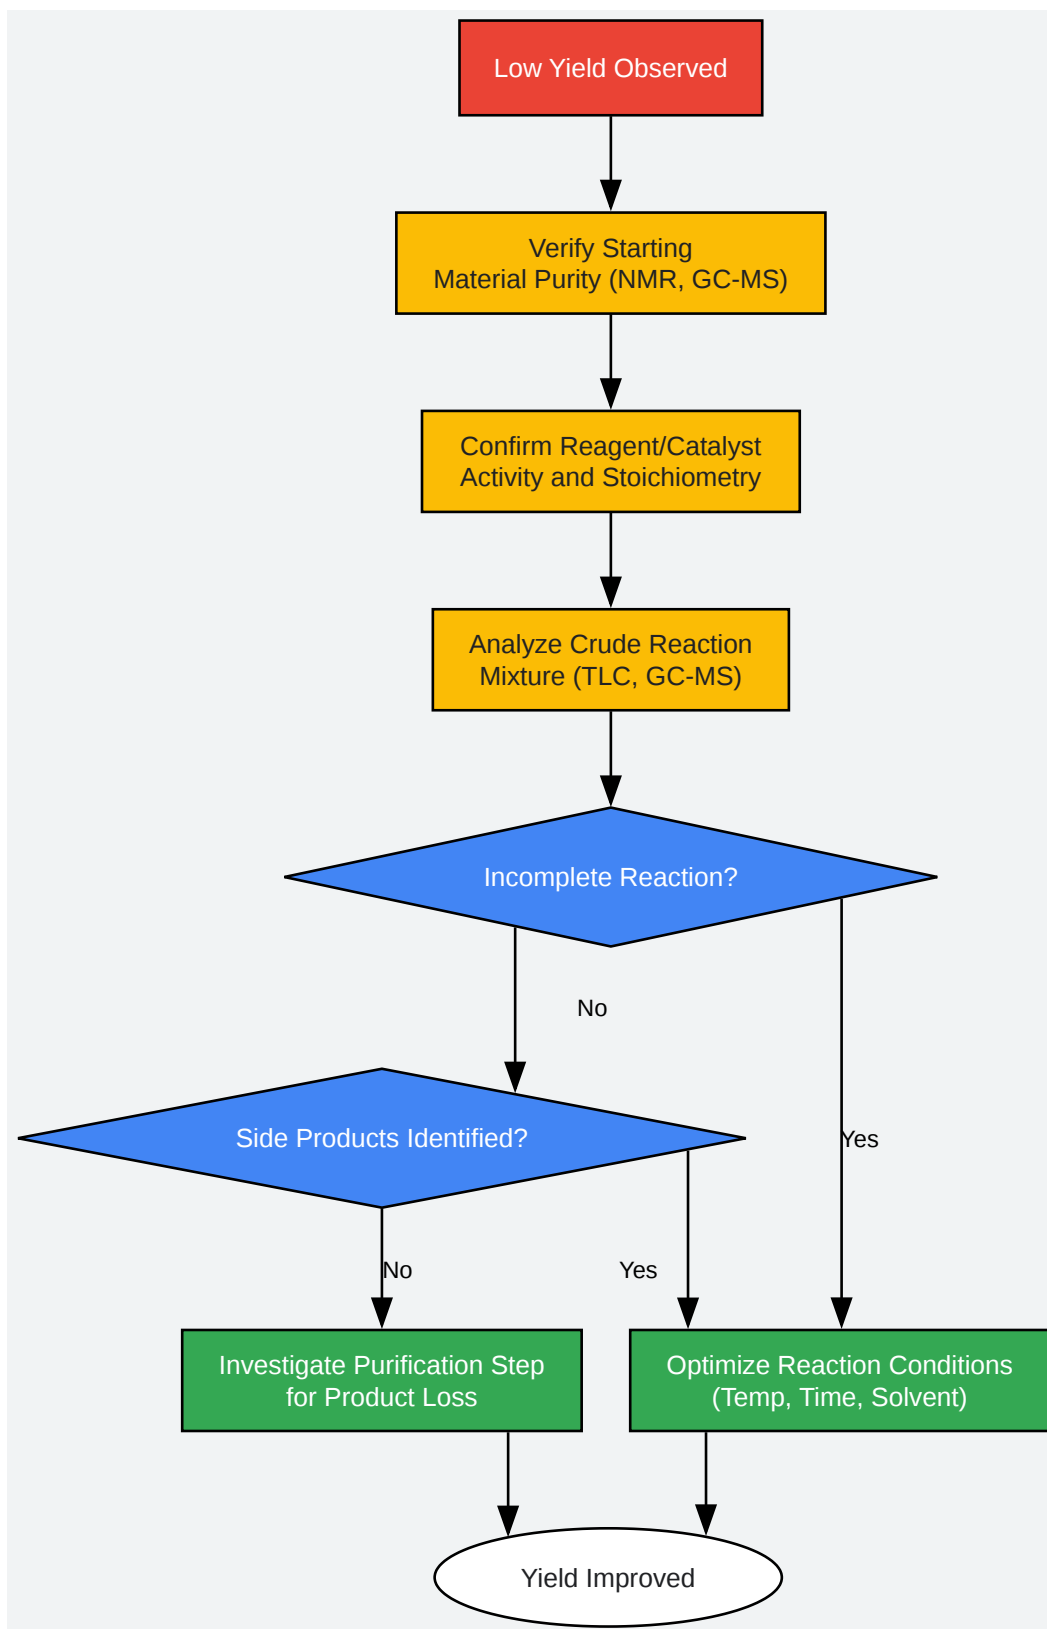 Low Yield Observed
Verify Starting
Material Purity (NMR, GC-MS)
Confirm Reagent/Catalyst
Activity and Stoichiometry
Analyze Crude Reaction
Mixture (TLC, GC-MS)
Incomplete Reaction?
No
Side Products Identified?
Yes
No
Yes
Investigate Purification Step
for Product Loss
Optimize Reaction Conditions
(Temp, Time, Solvent)
Yield Improved